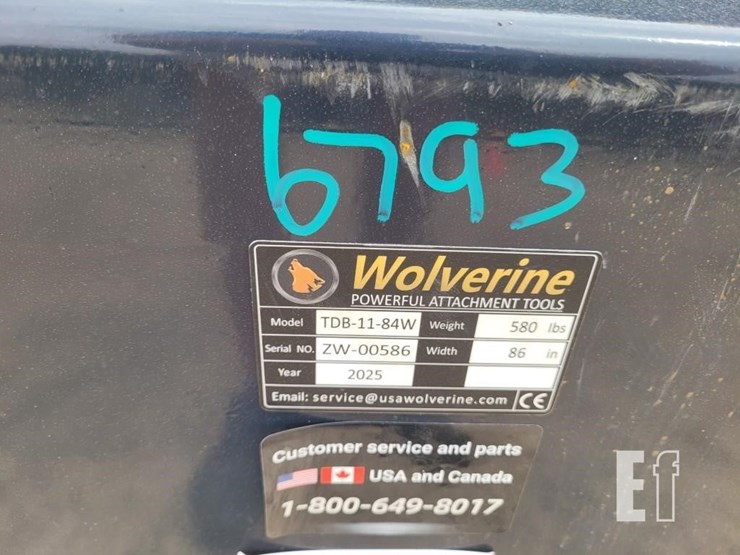 6793
Wolverine
POWERFUL ATTACHMENT TOOLS
Model TDB-11-84W Weight 580 lbs
Serial NO. ZW-00586 Width 86 in
Year 2025
Email: service@usawolverine.com CE
Customer service and parts
USA and Canada
1-800-649-8017
Ef